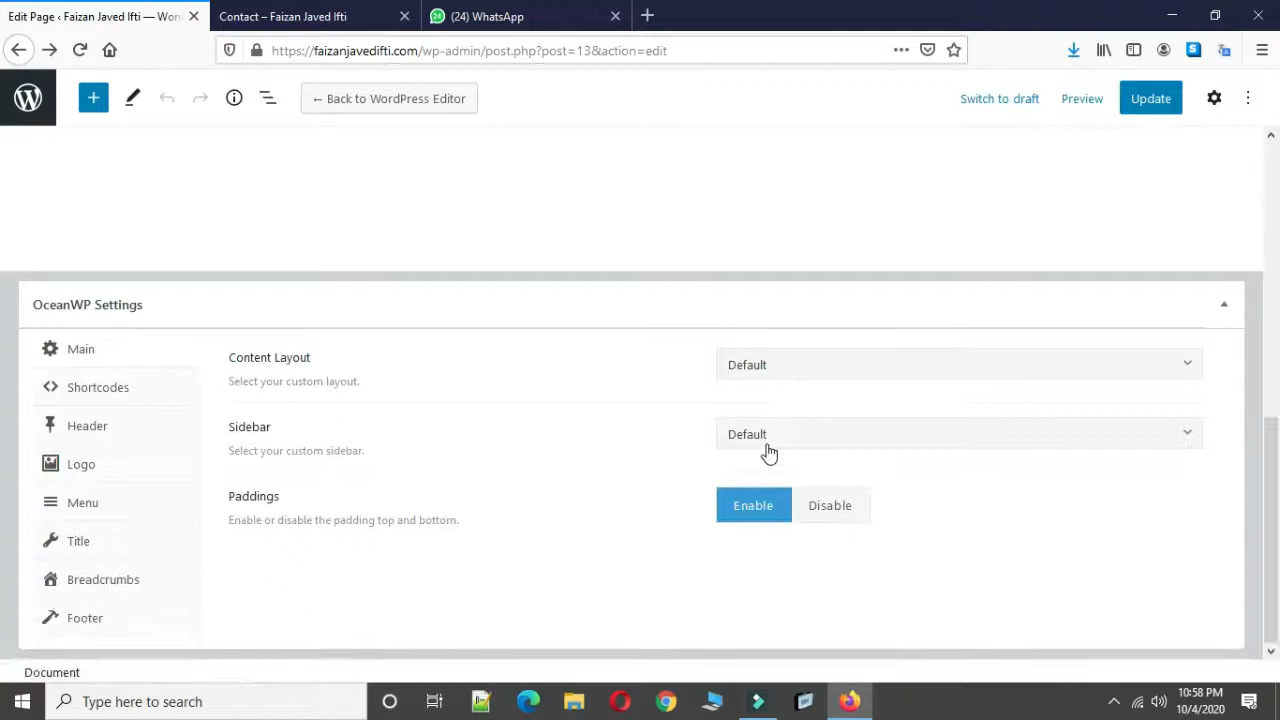 Edit Page ‹ Faizan Javed Ifti — Wor
Contact – Faizan Javed Ifti
(24) WhatsApp
https://faizanjavedifti.com/wp-admin/post.php?post=13&action=edit
← Back to WordPress Editor
Switch to draft
Preview
Update
OceanWP Settings
Main
Content Layout
Default
Select your custom layout.
Shortcodes
Header
Sidebar
Default
Select your custom sidebar.
Logo
Menu
Paddings
Enable
Disable
Enable or disable the padding top and bottom.
Title
Breadcrumbs
Footer
Document
Type here to search
10:58 PM
10/4/2020